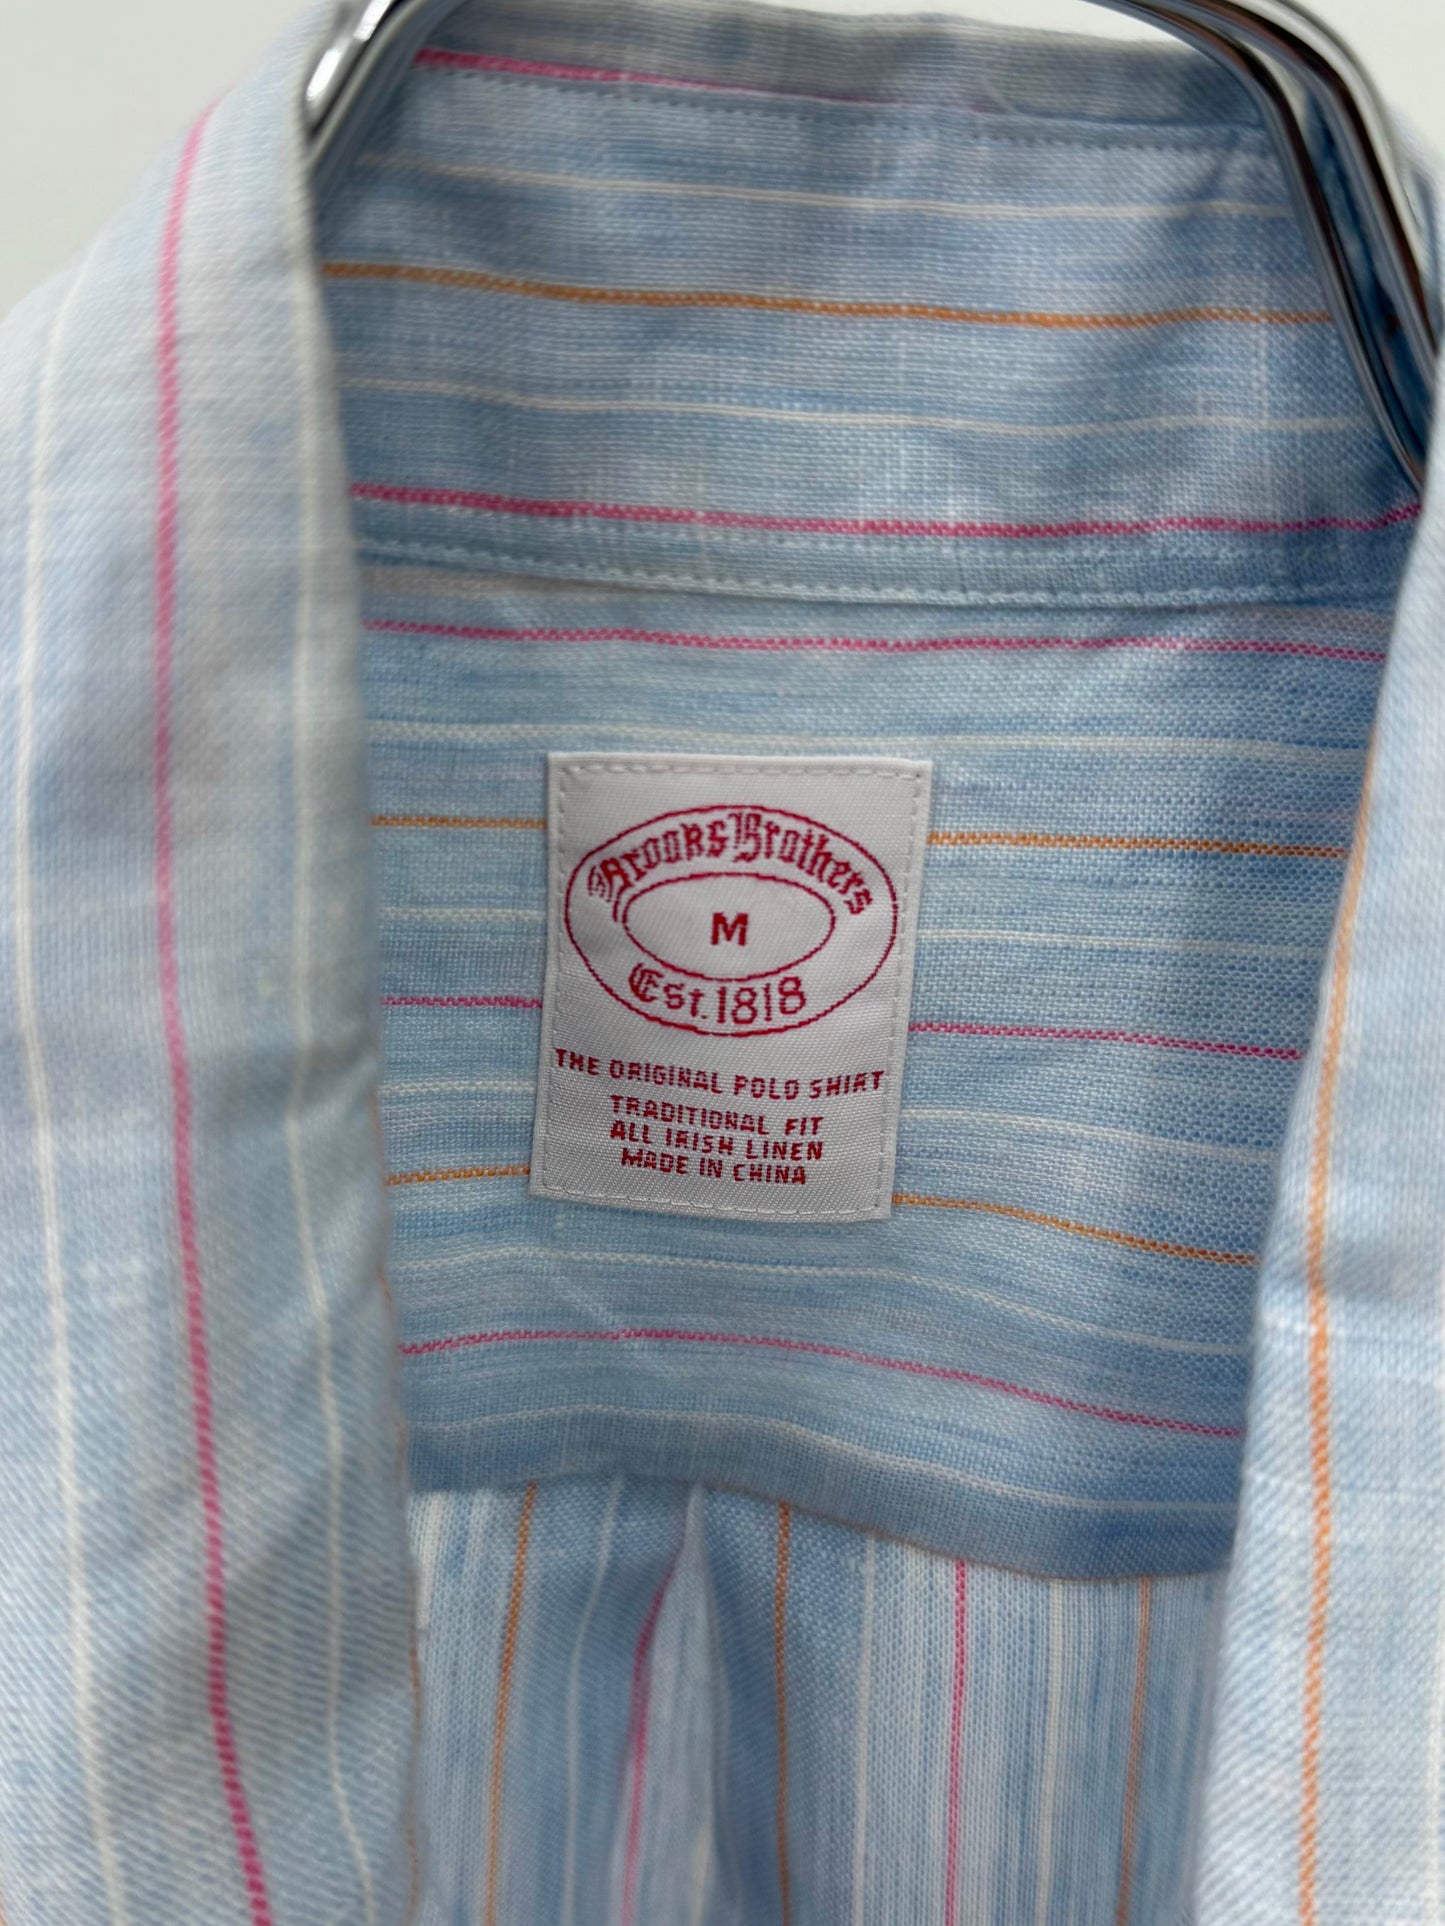 Brooks Brothers
M
Est. 1818
THE ORIGINAL POLO SHIRT
TRADITIONAL FIT
ALL IRISH LINEN
MADE IN CHINA